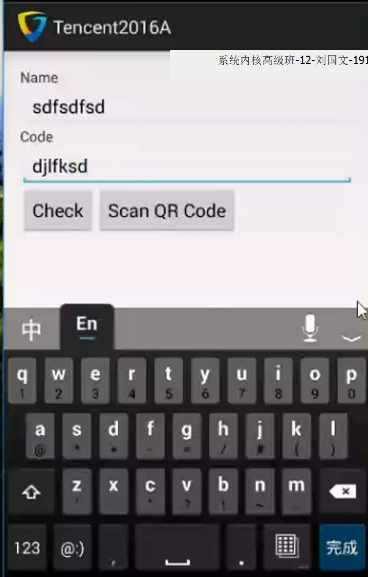 Tencent2016A
系统内核高级班-12-刘国文-191
Name
sdfsdfsd
Code
djlfksd
Check Scan QR Code
中 En
q w e r t y u i o p
1 2 3 4 5 6 7 8 9 0
a s d f g h j k l
@ * + - = / # ( )
z x c v b n m
' : " ? ! ~ …
123 @:) , .
完成